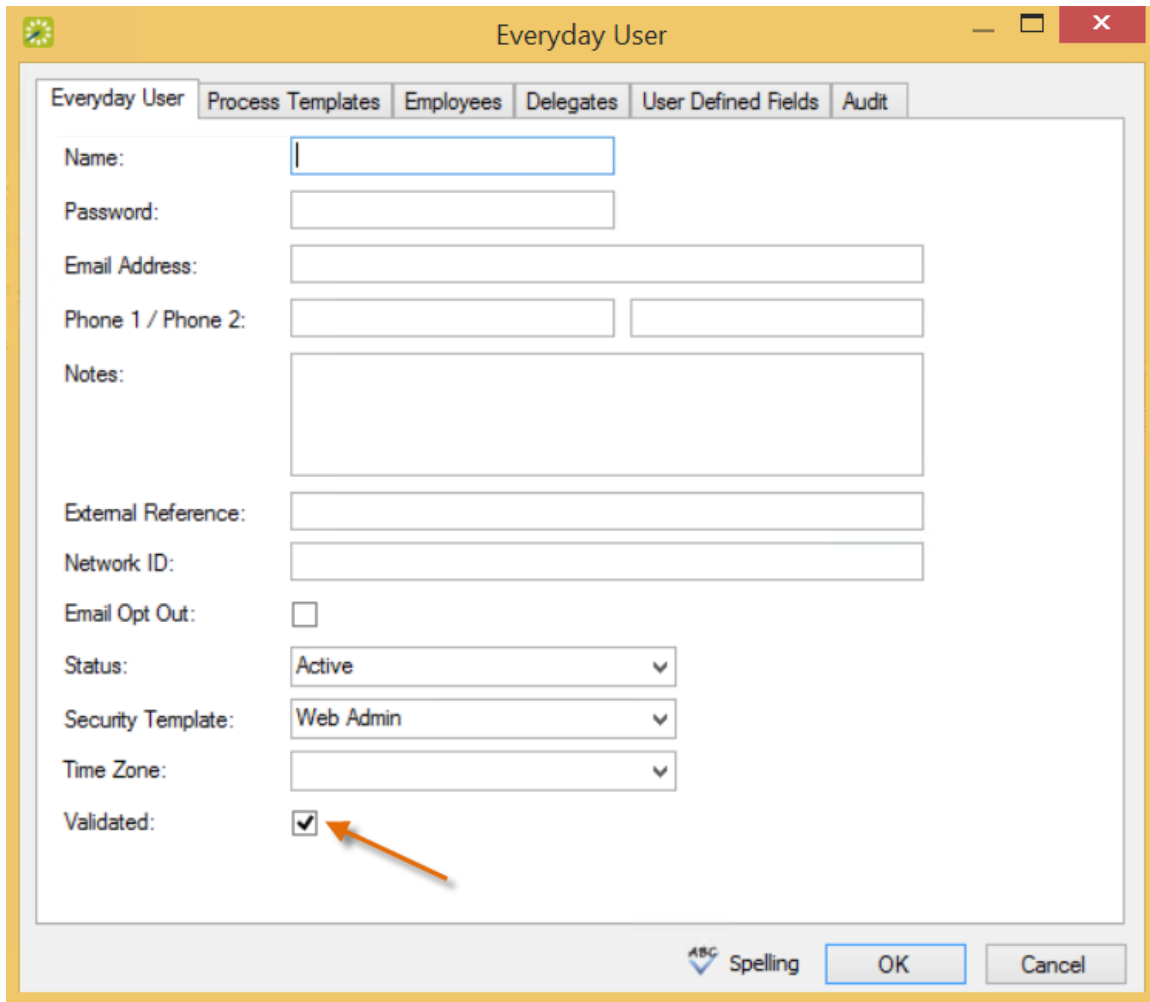 Everyday User
Everyday User Process Templates Employees Delegates User Defined Fields Audit
Name:
Password:
Email Address:
Phone 1 / Phone 2:
Notes:
External Reference:
Network ID:
Email Opt Out:
Status: Active
Security Template: Web Admin
Time Zone:
Validated:
ABC Spelling OK Cancel